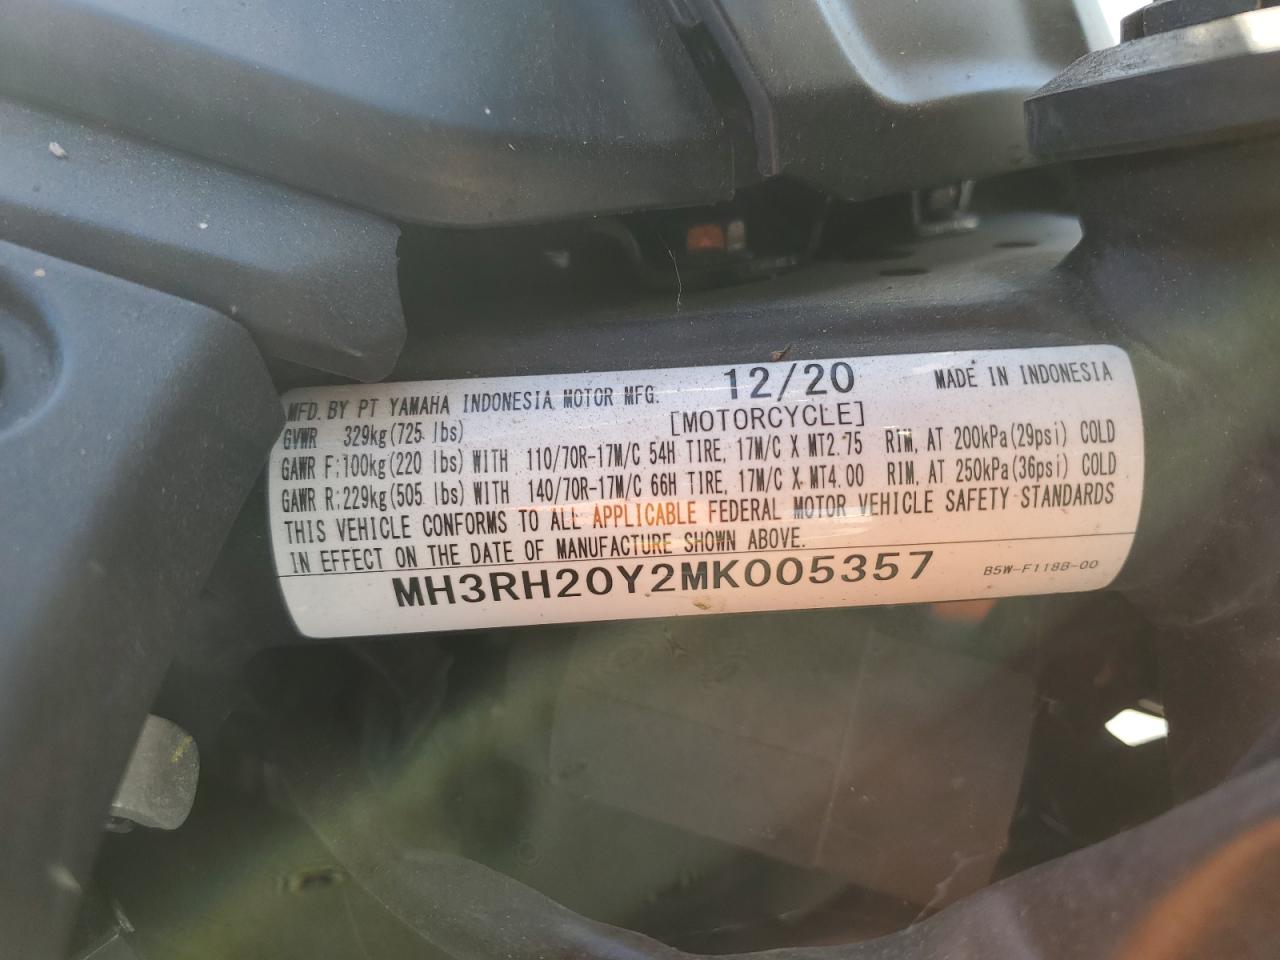 MFD. BY PT YAMAHA INDONESIA MOTOR MFG. 12/20 MADE IN INDONESIA
GVWR 329kg(725 lbs) [MOTORCYCLE]
GAWR F:100kg(220 lbs)WITH 110/70R-17M/C 54H TIRE, 17M/C X MT2.75 RIM, AT 200kPa(29psi) COLD
GAWR R:229kg(505 lbs)WITH 140/70R-17M/C 66H TIRE, 17M/C X MT4.00 RIM, AT 250kPa(36psi) COLD
THIS VEHICLE CONFORMS TO ALL APPLICABLE FEDERAL MOTOR VEHICLE SAFETY STANDARDS
IN EFFECT ON THE DATE OF MANUFACTURE SHOWN ABOVE.
MH3RH20Y2MK005357 B5W-F118B-00